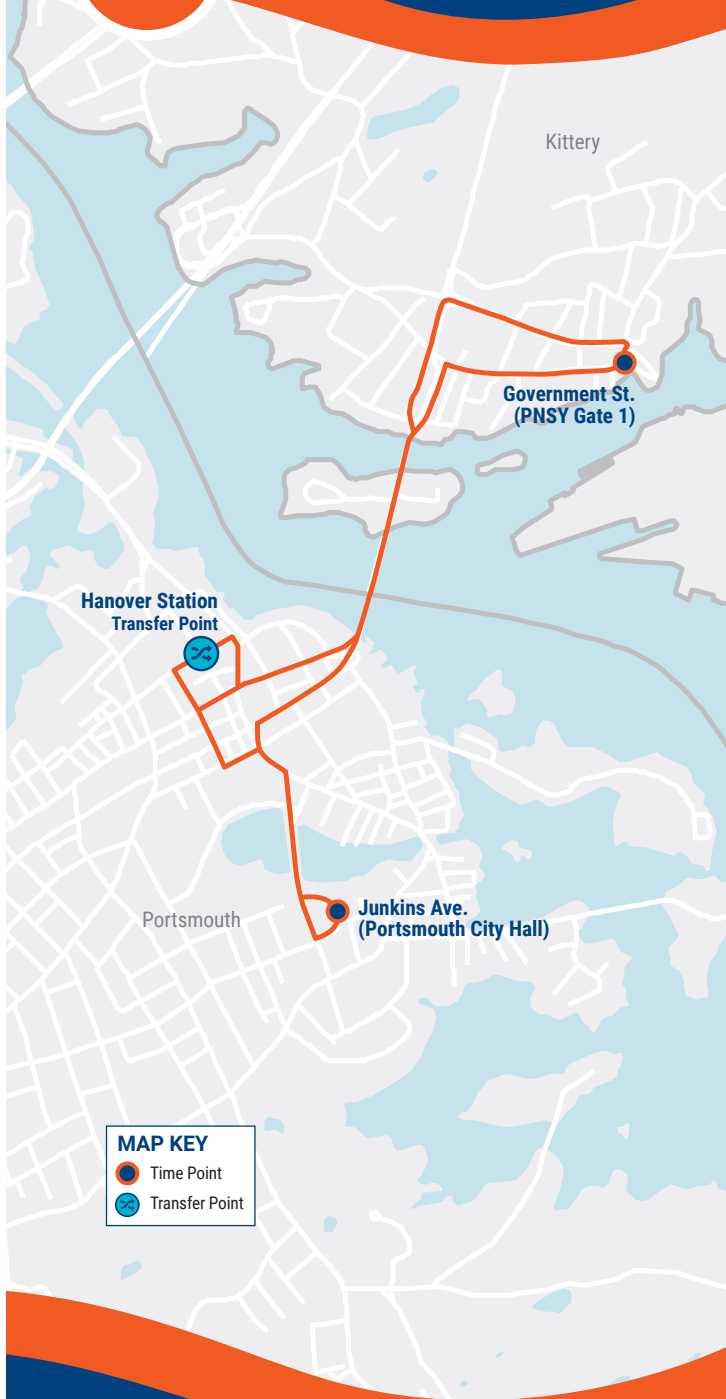 Kittery
Government St.
(PNSY Gate 1)
Hanover Station
Transfer Point
Junkins Ave.
(Portsmouth City Hall)
Portsmouth
MAP KEY
Time Point
Transfer Point